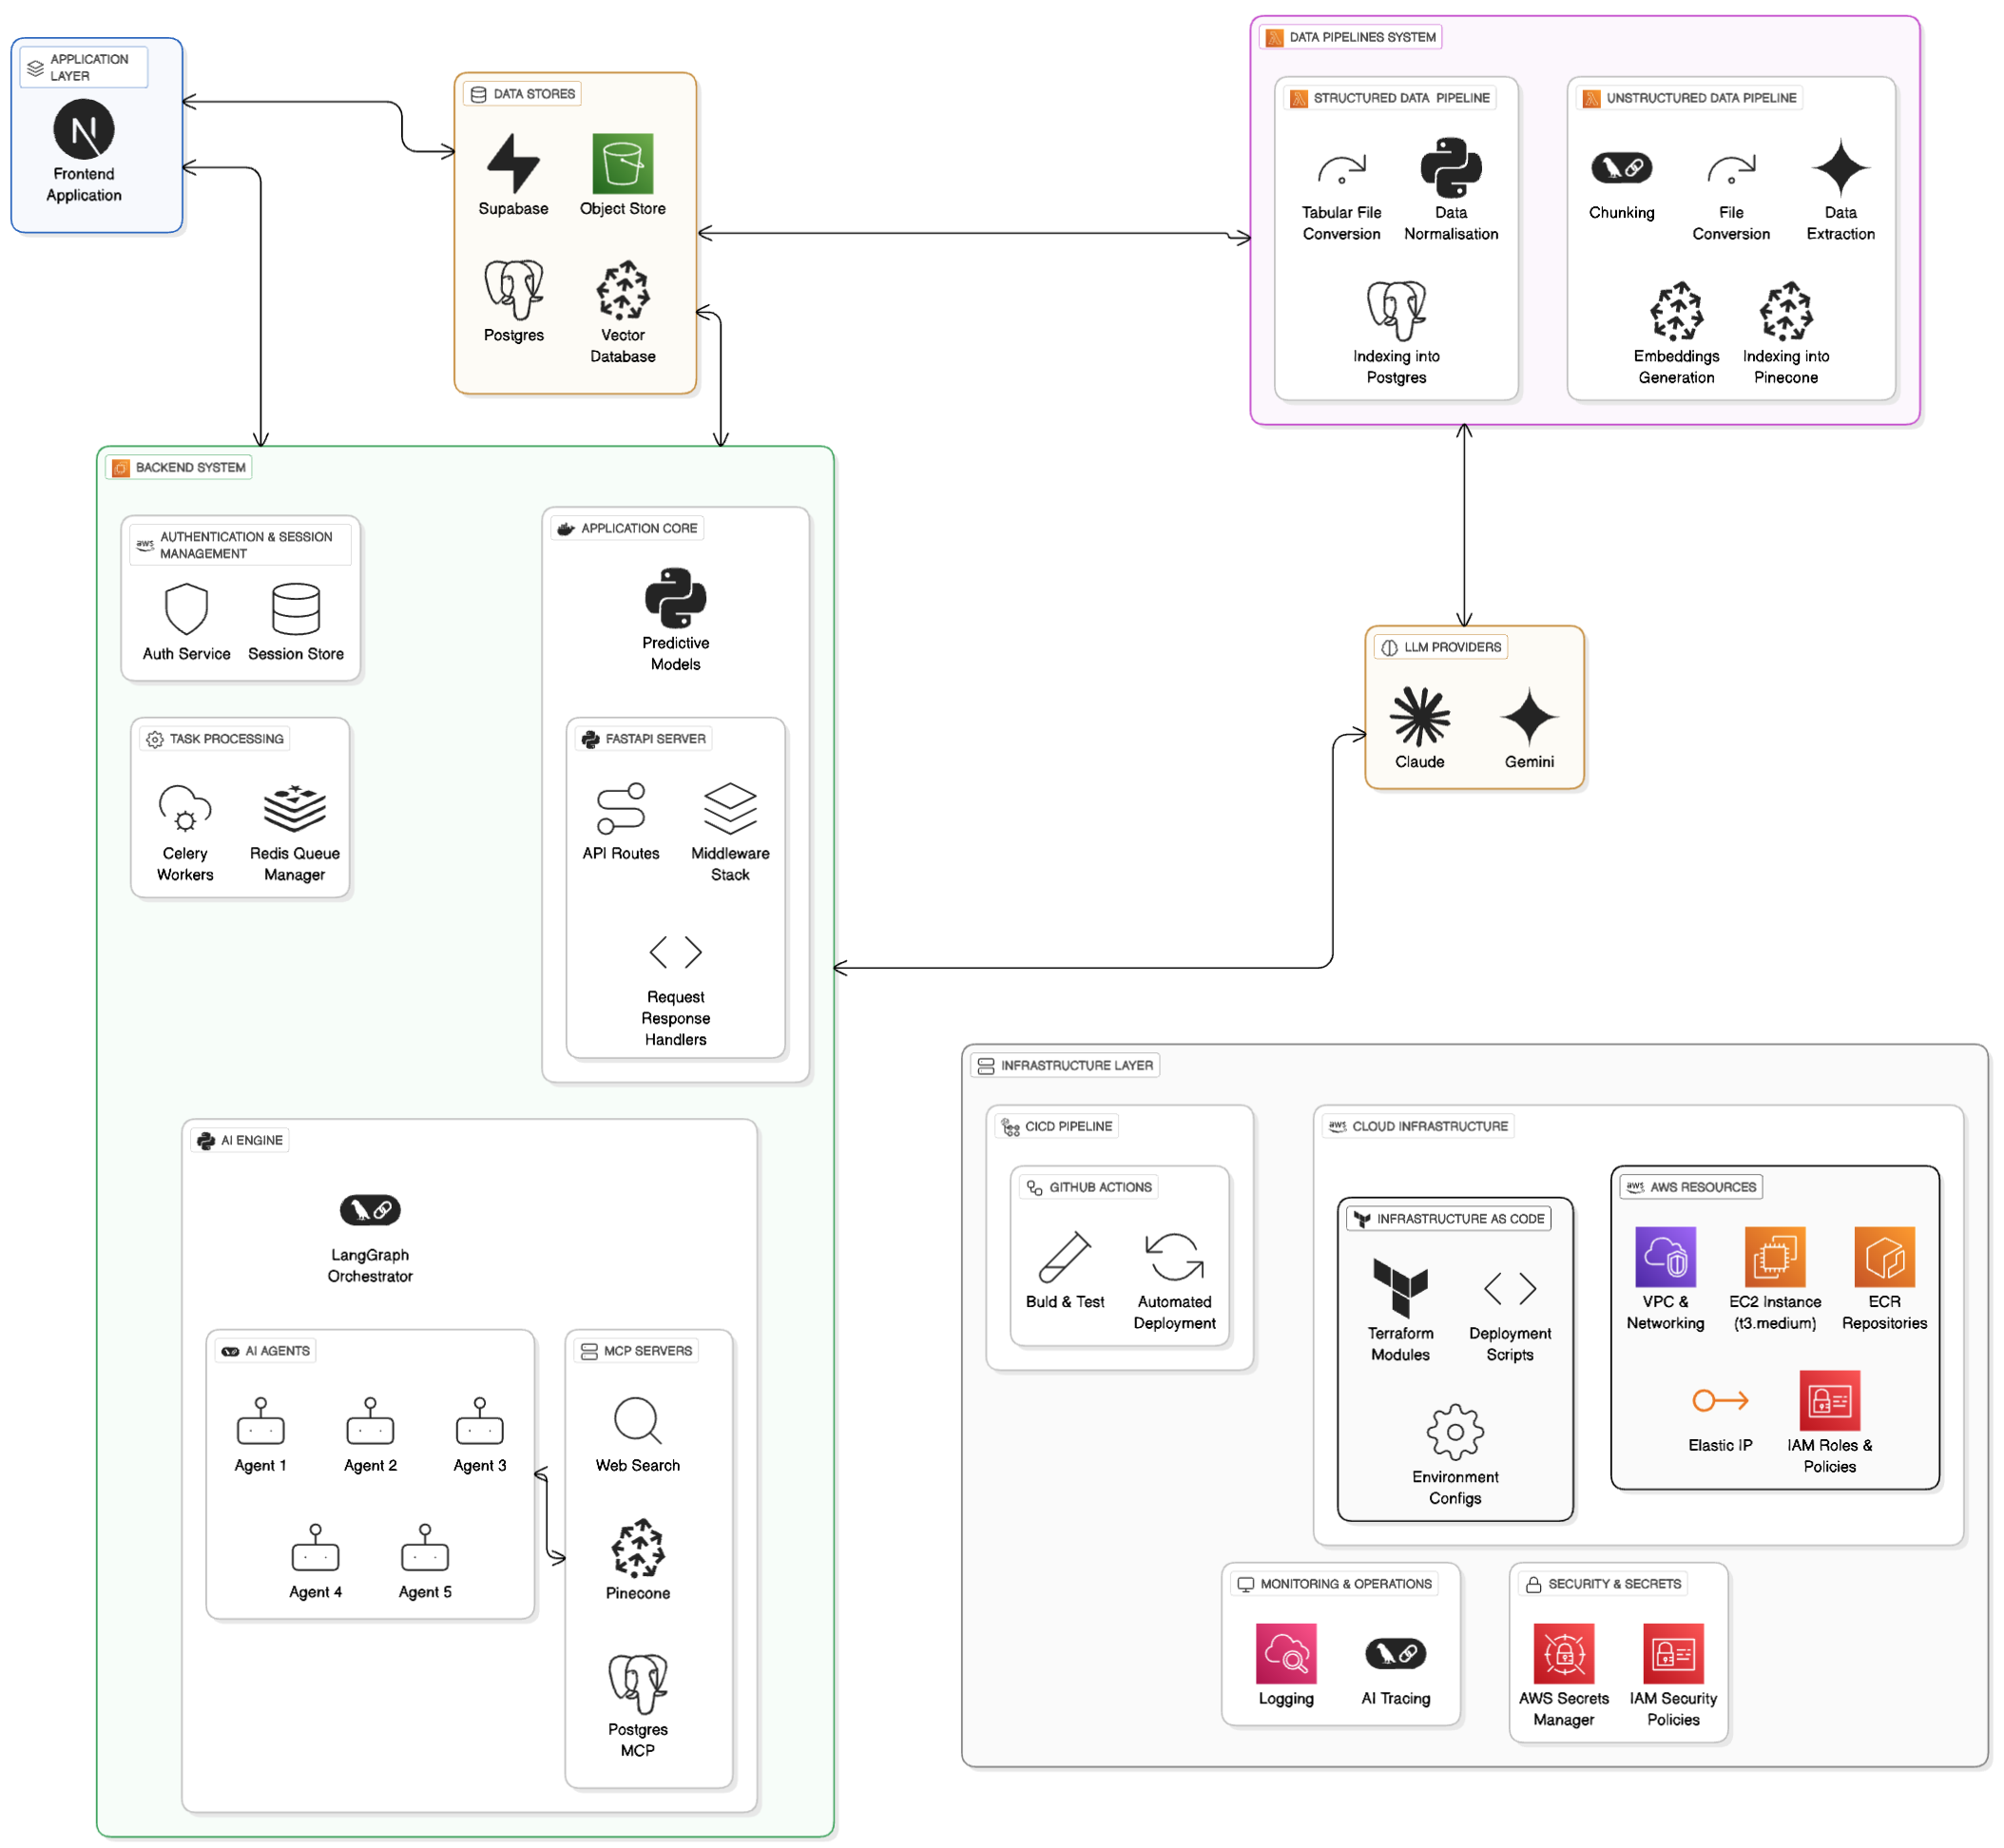 APPLICATION
LAYER
Frontend
Application
DATA STORES
Supabase
Object Store
Postgres
Vector
Database
DATA PIPELINES SYSTEM
STRUCTURED DATA PIPELINE
Tabular File
Conversion
Data
Normalisation
Indexing into
Postgres
UNSTRUCTURED DATA PIPELINE
Chunking
File
Conversion
Data
Extraction
Embeddings
Generation
Indexing into
Pinecone
BACKEND SYSTEM
aws
AUTHENTICATION & SESSION
MANAGEMENT
Auth Service
Session Store
TASK PROCESSING
Celery
Workers
Redis Queue
Manager
APPLICATION CORE
Predictive
Models
FASTAPI SERVER
API Routes
Middleware
Stack
Request
Response
Handlers
AI ENGINE
LangGraph
Orchestrator
AI AGENTS
Agent 1
Agent 2
Agent 3
Agent 4
Agent 5
MCP SERVERS
Web Search
Pinecone
Postgres
MCP
LLM PROVIDERS
Claude
Gemini
INFRASTRUCTURE LAYER
CICD PIPELINE
GITHUB ACTIONS
Buld & Test
Automated
Deployment
aws
CLOUD INFRASTRUCTURE
INFRASTRUCTURE AS CODE
Terraform
Modules
Deployment
Scripts
Environment
Configs
aws
AWS RESOURCES
VPC &
Networking
EC2 Instance
(t3.medium)
ECR
Repositories
Elastic IP
IAM Roles &
Policies
MONITORING & OPERATIONS
Logging
AI Tracing
SECURITY & SECRETS
AWS Secrets
Manager
IAM Security
Policies